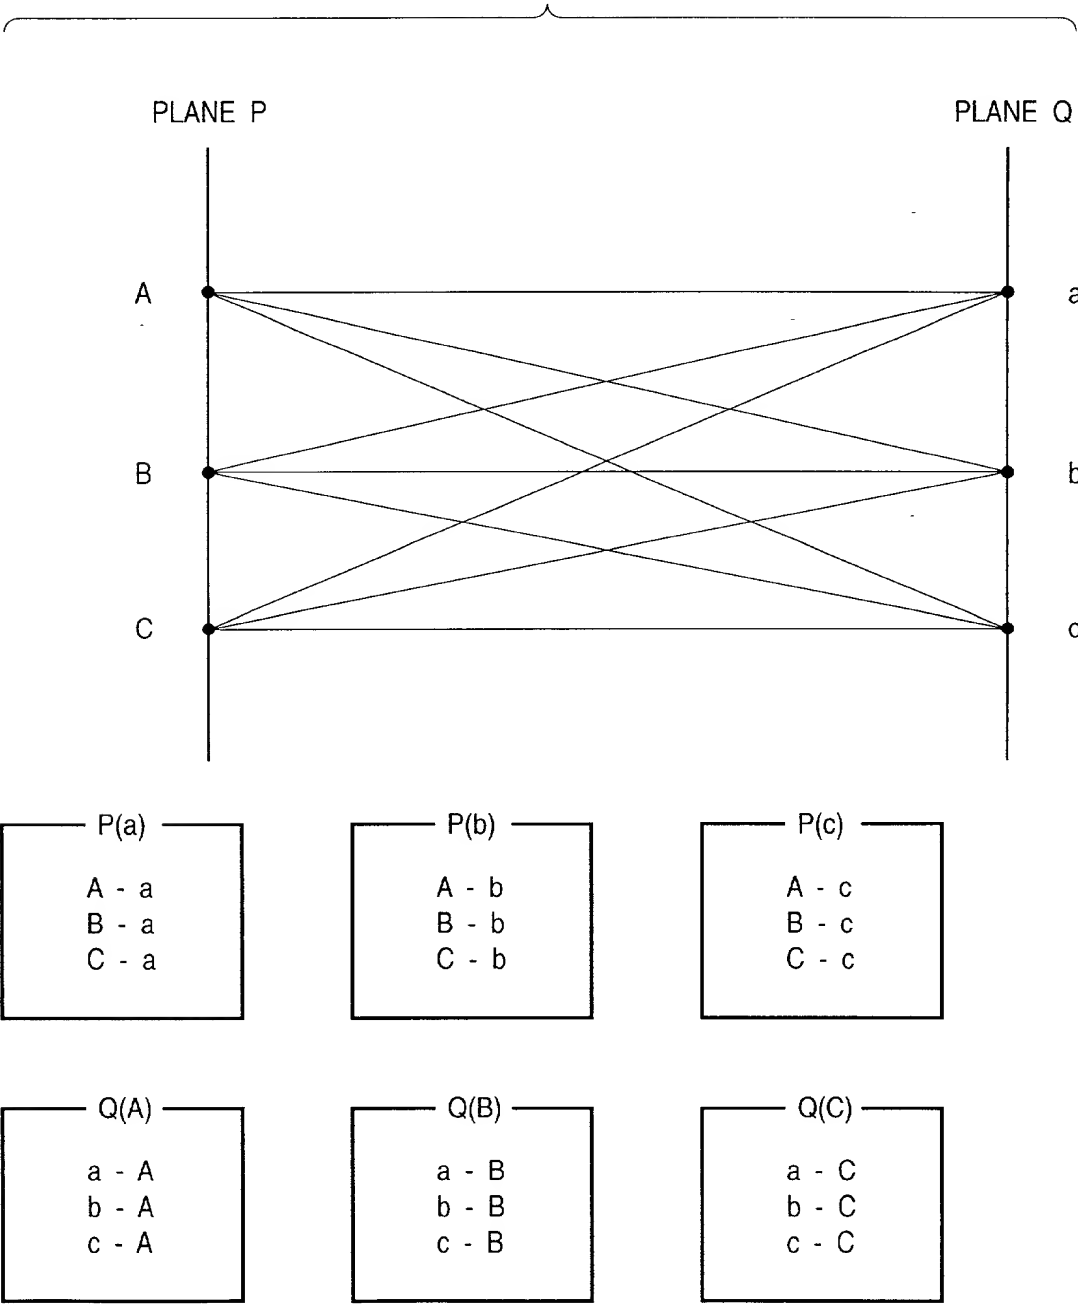 PLANE P
PLANE Q
A
a
B
b
C
c
P(a)
A - a
B - a
C - a
P(b)
A - b
B - b
C - b
P(c)
A - c
B - c
C - c
Q(A)
a - A
b - A
c - A
Q(B)
a - B
b - B
c - B
Q(C)
a - C
b - C
c - C